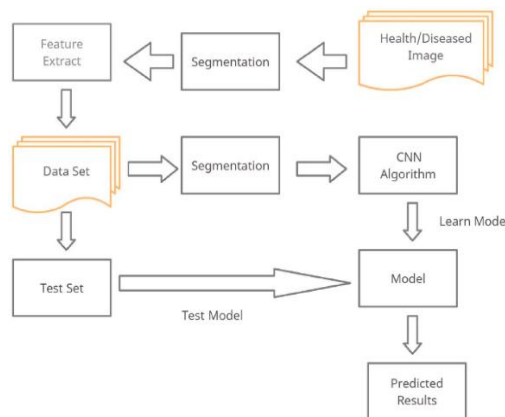 Feature
Extract
Segmentation
Health/Diseased
Image
Data Set
Segmentation
CNN
Algorithm
Learn Model
Test Set
Test Model
Model
Predicted
Results